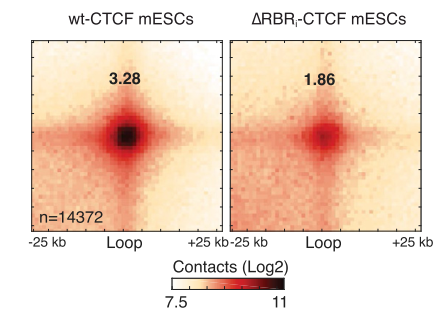 wt-CTCF mESCs
ΔRBRi-CTCF mESCs
3.28
1.86
n=14372
-25 kb Loop +25 kb
-25 kb Loop +25 kb
Contacts (Log2)
7.5 11